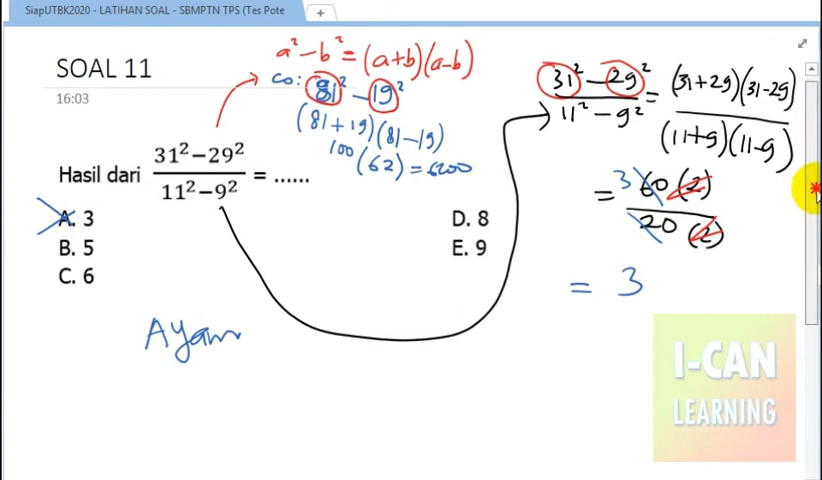 SiapUTBK2020 - LATIHAN SOAL - SBMPTN TPS (Tes Pote
SOAL 11
16:03
a² − b² = (a+b)(a−b)
co: 81² − 19²
(81 + 19)(81 − 19)
100 (62) = 6200
Hasil dari (31² − 29²)/(11² − 9²) = ......
A. 3
B. 5
C. 6
D. 8
E. 9
Ayam
(31² − 29²)/(11² − 9²) = (31+29)(31−29)/(11+9)(11−9)
= 3 60(2)/20(2)
= 3
I-CAN
LEARNING